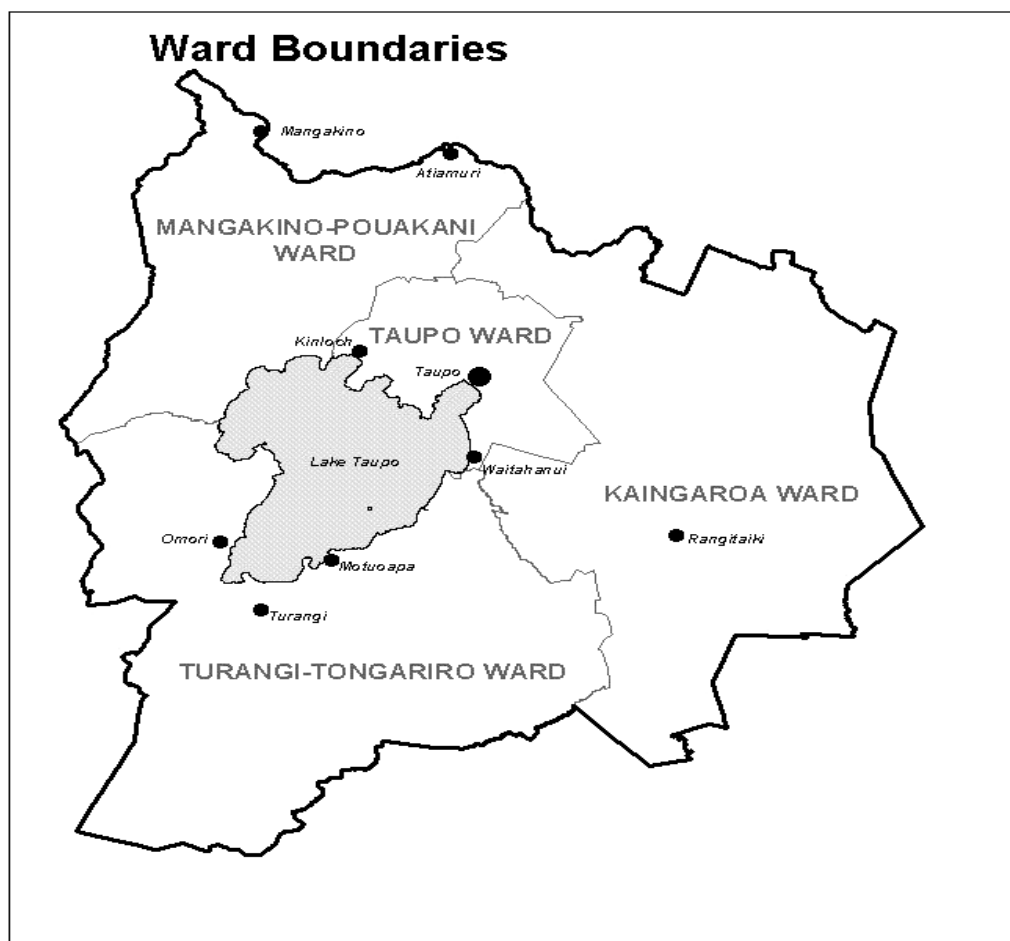 Ward Boundaries
Mangakino
Atiamuri
MANGAKINO-POUAKANI
WARD
TAUPO WARD
Kinloch
Taupo
Lake Taupo
Waitahanui
KAINGAROA WARD
Omori
Rangitaiki
Motuoapa
Turangi
TURANGI-TONGARIRO WARD